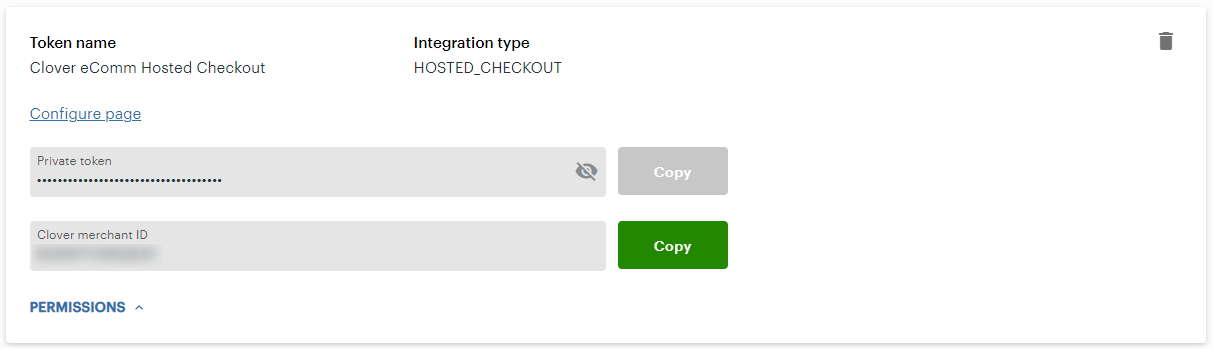 Token name
Clover eComm Hosted Checkout
Integration type
HOSTED_CHECKOUT
Configure page
Private token
••••••••••••••••••••••••••••••••••••
Copy
Clover merchant ID
Copy
PERMISSIONS